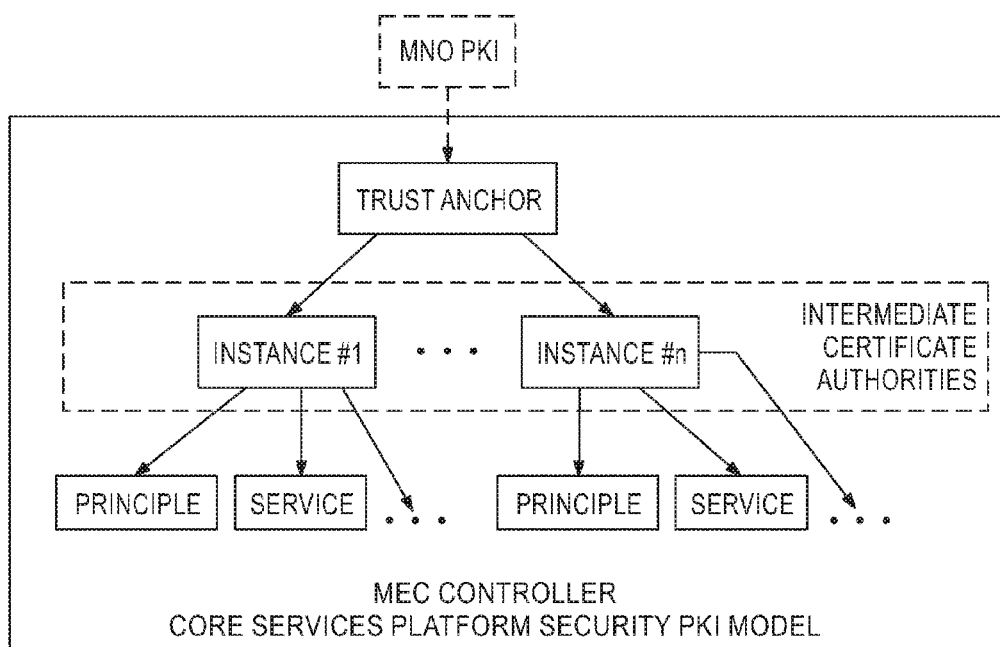 MNO PKI
TRUST ANCHOR
INTERMEDIATE
CERTIFICATE
AUTHORITIES
INSTANCE #1
• • •
INSTANCE #n
PRINCIPLE
SERVICE
• • •
PRINCIPLE
SERVICE
• • •
MEC CONTROLLER
CORE SERVICES PLATFORM SECURITY PKI MODEL